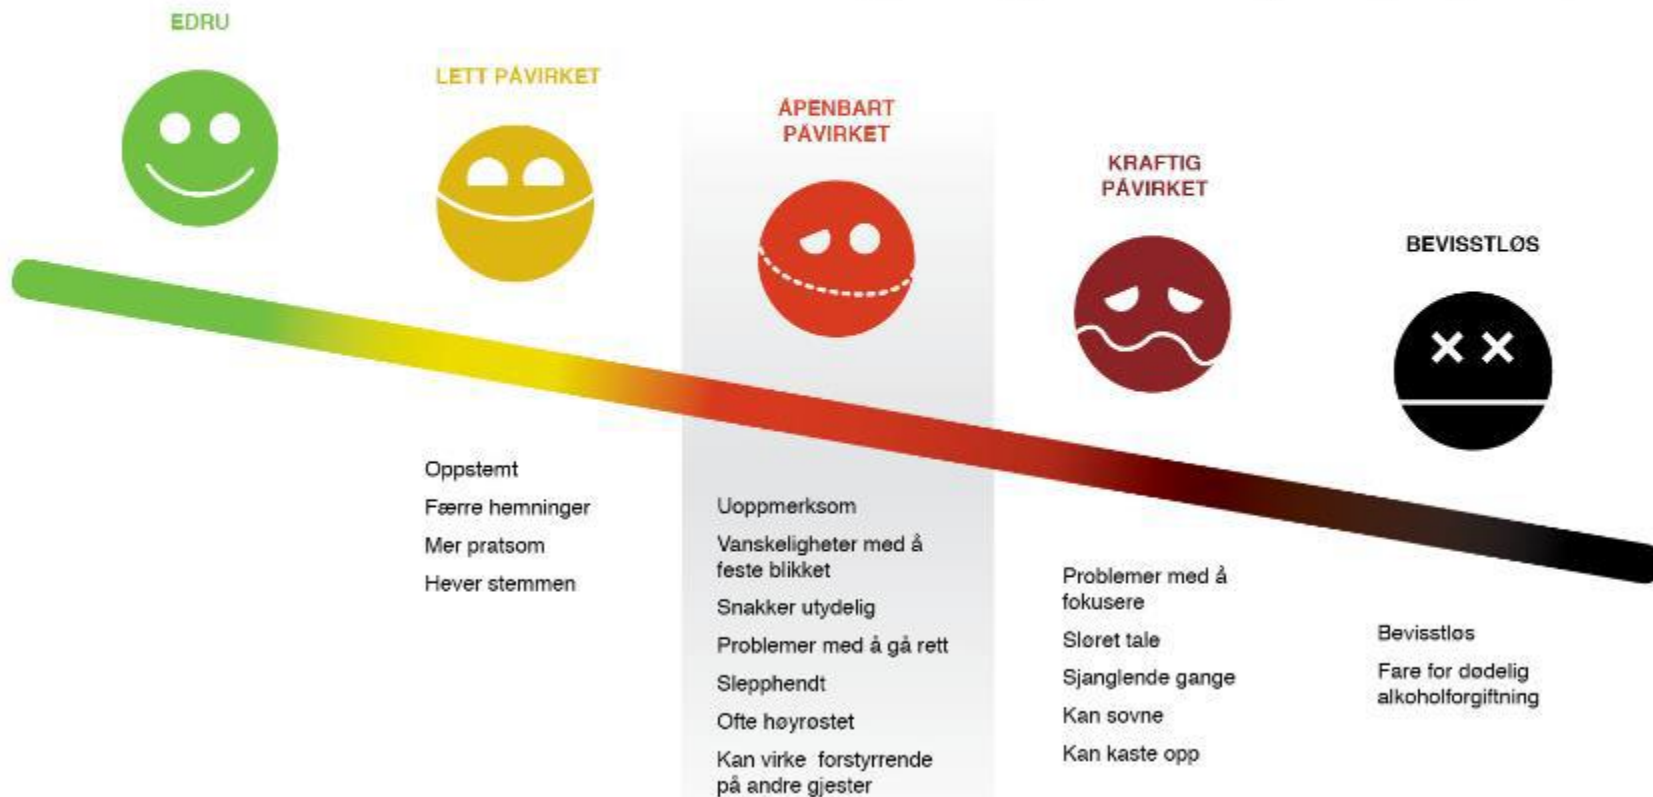 EDRU
LETT PÅVIRKET
ÅPENBART
PÅVIRKET
KRAFTIG
PÅVIRKET
BEVISSTLØS
Oppstemt
Færre hemninger
Mer pratsom
Hever stemmen
Uoppmerksom
Vanskeligheter med å
feste blikket
Snakker utydelig
Problemer med å gå rett
Slepphendt
Ofte høyrøstet
Kan virke forstyrrende
på andre gjester
Problemer med å
fokusere
Sløret tale
Sjanglende gange
Kan sovne
Kan kaste opp
Bevisstløs
Fare for dødelig
alkoholforgiftning